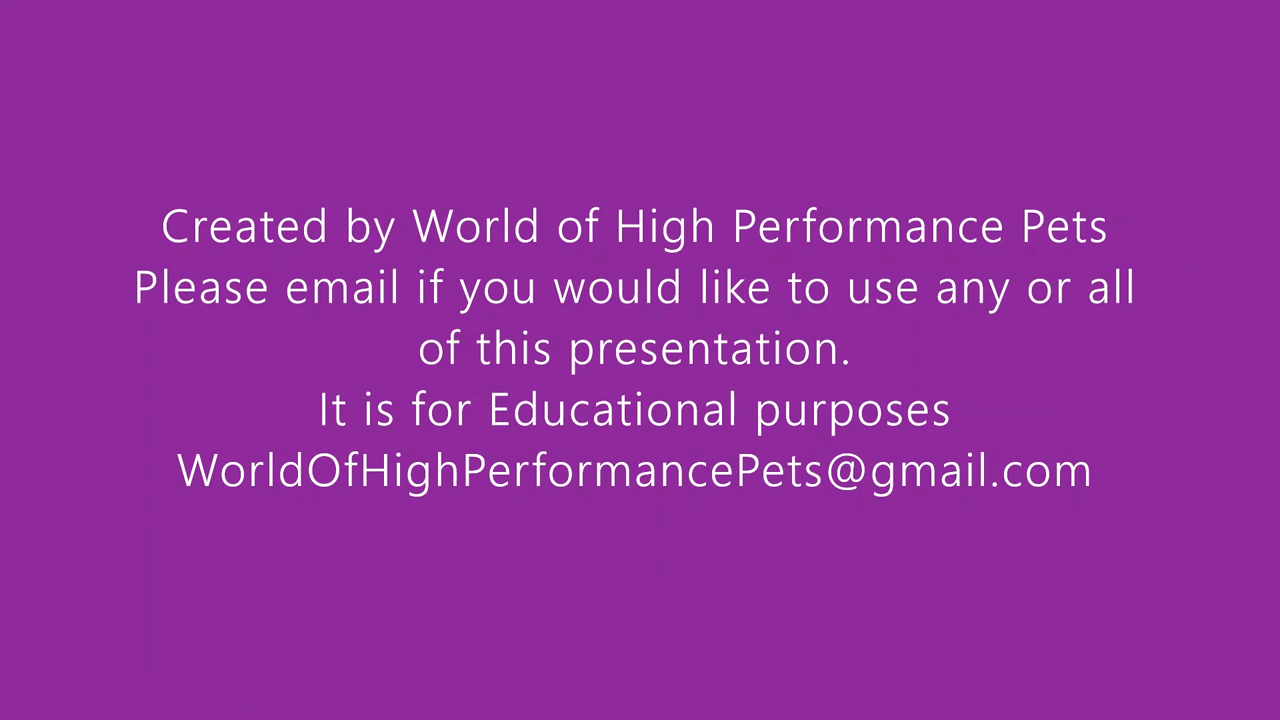 Created by World of High Performance Pets
Please email if you would like to use any or all
of this presentation.
It is for Educational purposes
WorldOfHighPerformancePets@gmail.com